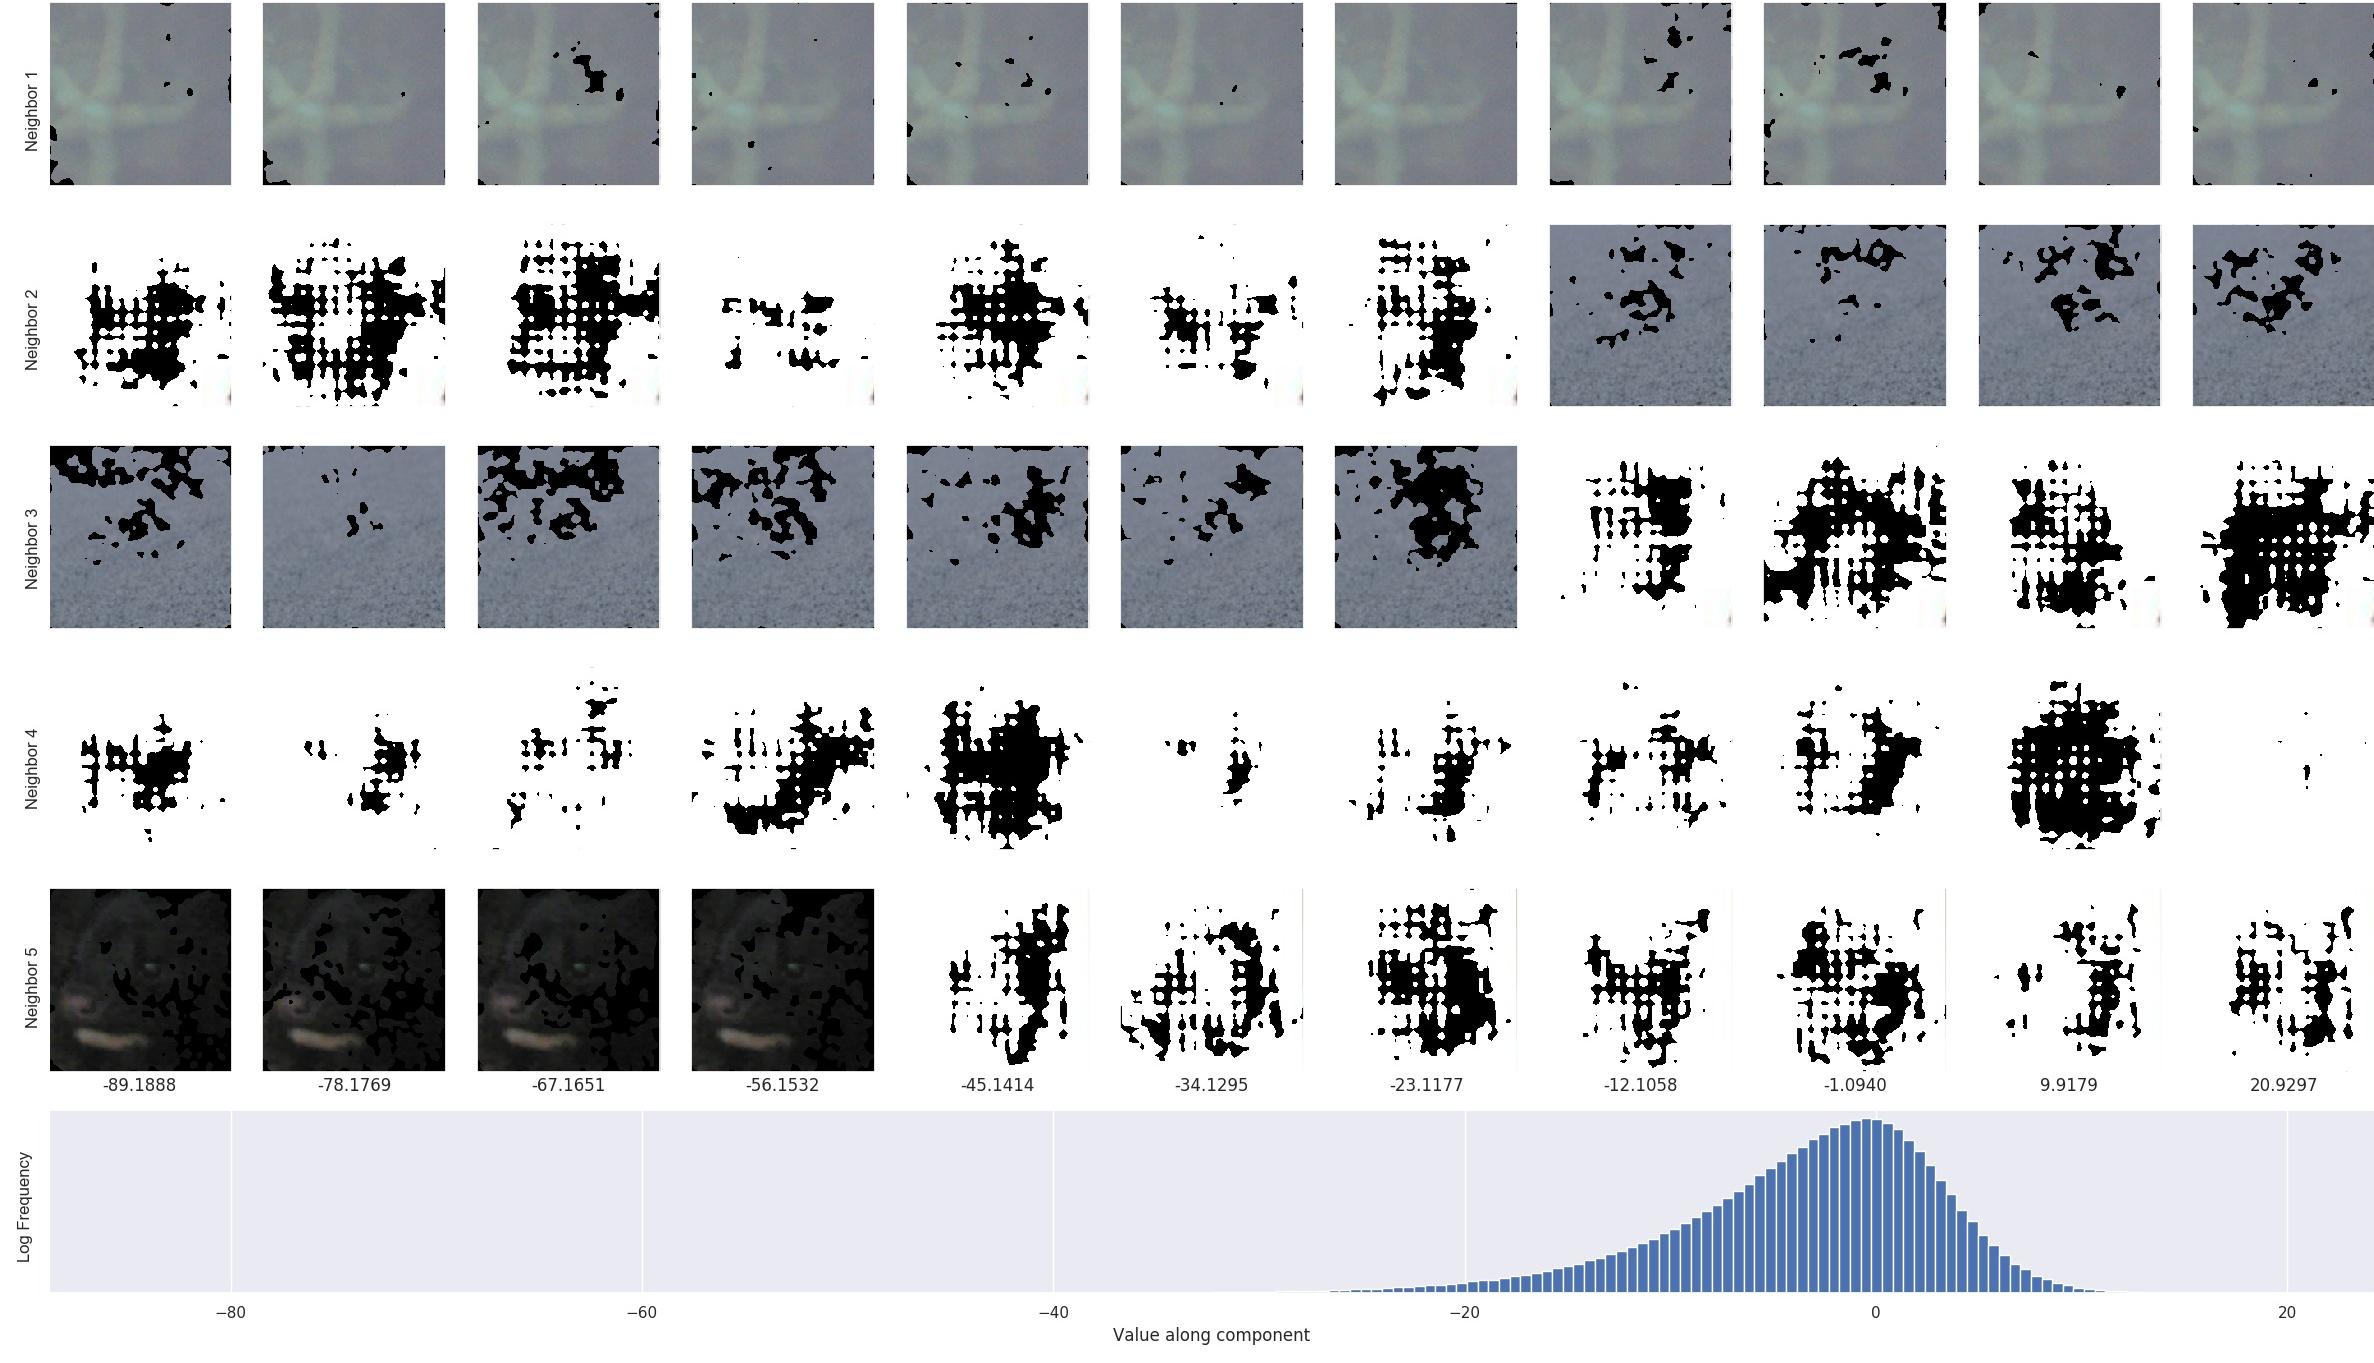 Neighbor 1
Neighbor 2
Neighbor 3
Neighbor 4
Neighbor 5
-89.1888 -78.1769 -67.1651 -56.1532 -45.1414 -34.1295 -23.1177 -12.1058 -1.0940 9.9179 20.9297
Log Frequency
−80 −60 −40 −20 0 20
Value along component